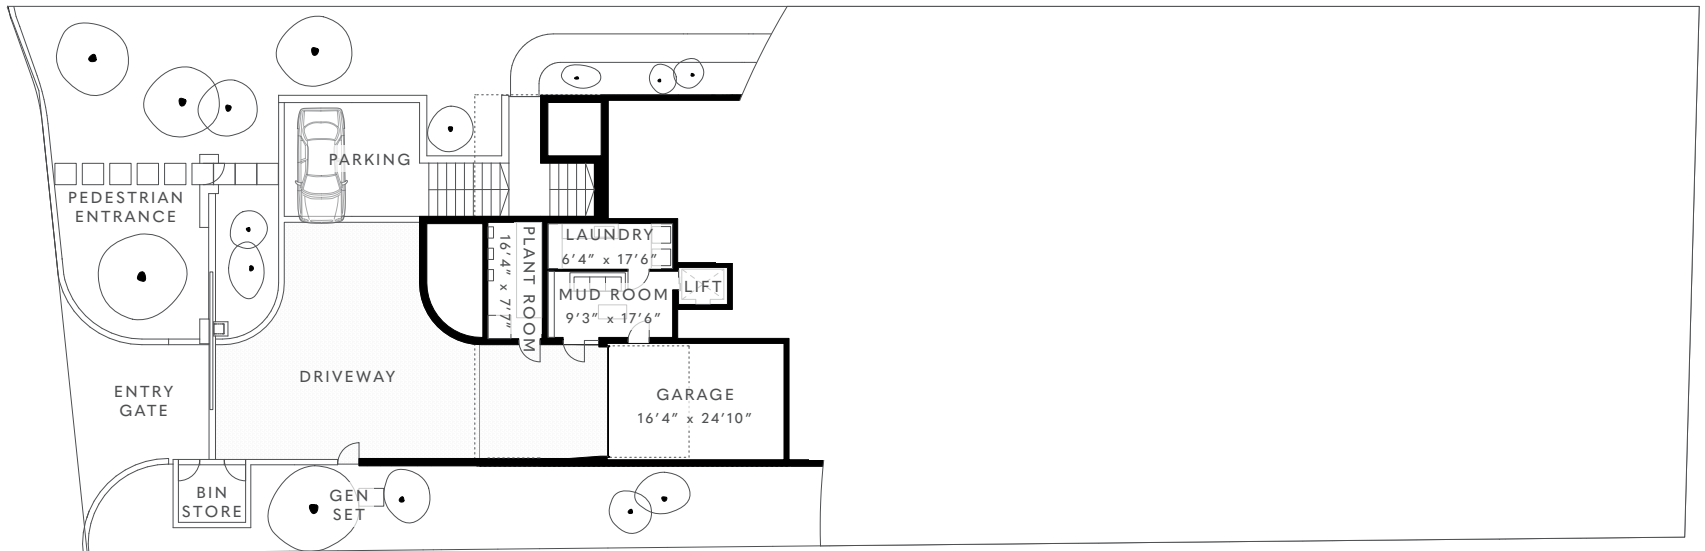 PARKING
PEDESTRIAN
ENTRANCE
PLANT ROOM
16’4” x 7’7”
LAUNDRY
6’4” x 17’6”
LIFT
MUD ROOM
9’3” x 17’6”
DRIVEWAY
ENTRY
GATE
GARAGE
16’4” x 24’10”
BIN
STORE
GEN
SET